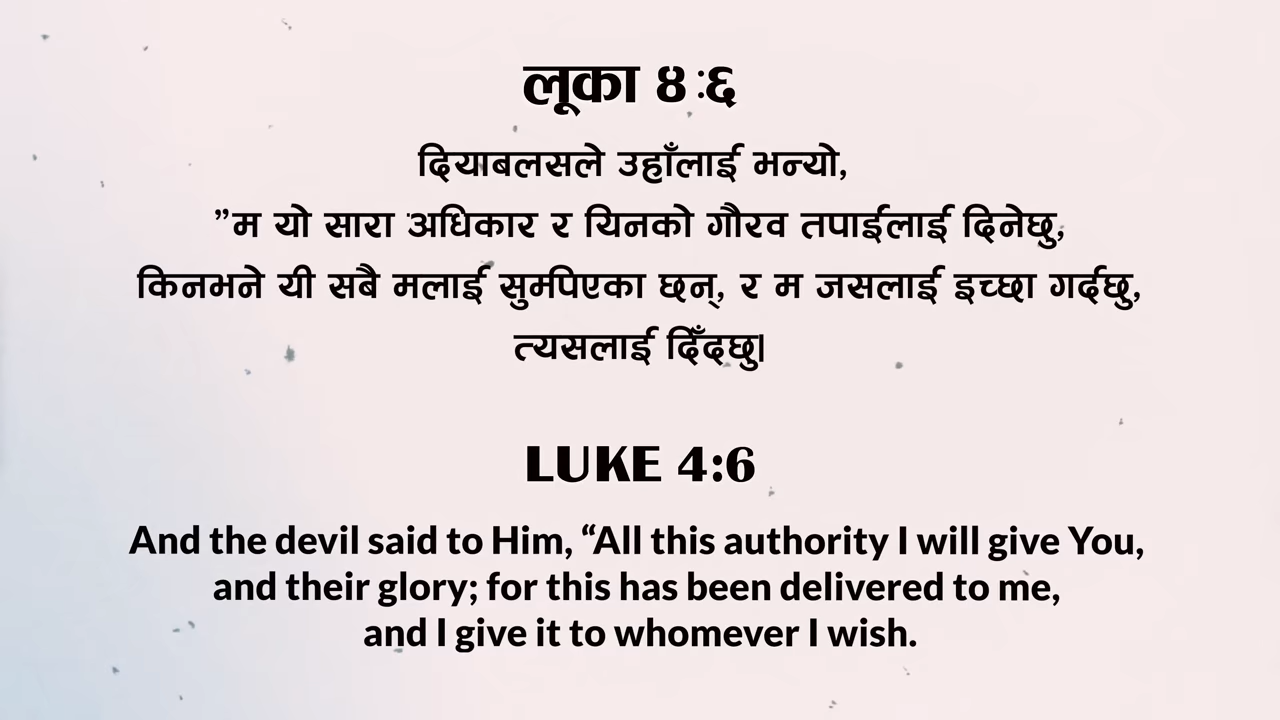 लूका ४:६
दियाबलसले उहाँलाई भन्यो,
”म यो सारा अधिकार र यिनको गौरव तपाईलाई दिनेछु,
किनभने यी सबै मलाई सुम्पिएका छन्, र म जसलाई इच्छा गर्दछु,
त्यसलाई दिँदछु।
LUKE 4:6
And the devil said to Him, “All this authority I will give You,
and their glory; for this has been delivered to me,
and I give it to whomever I wish.